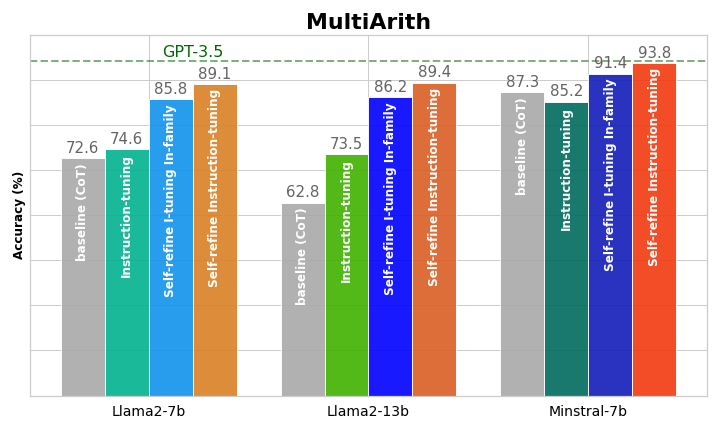 MultiArith
GPT-3.5
Accuracy (%)
72.6
74.6
85.8
89.1
baseline (CoT)
Instruction-tuning
Self-refine I-tuning In-family
Self-refine Instruction-tuning
Llama2-7b
62.8
73.5
86.2
89.4
baseline (CoT)
Instruction-tuning
Self-refine I-tuning In-family
Self-refine Instruction-tuning
Llama2-13b
87.3
85.2
91.4
93.8
baseline (CoT)
Instruction-tuning
Self-refine I-tuning In-family
Self-refine Instruction-tuning
Minstral-7b